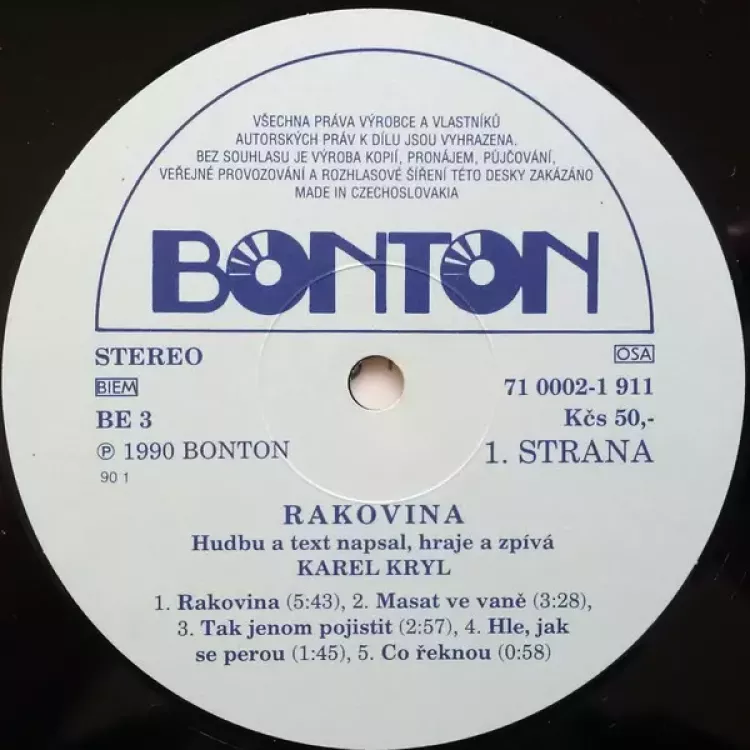 VŠECHNA PRÁVA VÝROBCE A VLASTNÍKŮ
AUTORSKÝCH PRÁV K DÍLU JSOU VYHRAZENA.
BEZ SOUHLASU JE VÝROBA KOPIÍ, PRONÁJEM, PŮJČOVÁNÍ,
VEŘEJNÉ PROVOZOVÁNÍ A ROZHLASOVÉ ŠÍŘENÍ TÉTO DESKY ZAKÁZÁNO
MADE IN CZECHOSLOVAKIA
BONTON
STEREO OSA
BIEM 71 0002-1 911
BE 3 Kčs 50,-
℗ 1990 BONTON 1. STRANA
90 1
RAKOVINA
Hudbu a text napsal, hraje a zpívá
KAREL KRYL
1. Rakovina (5:43), 2. Masat ve vaně (3:28),
3. Tak jenom pojistit (2:57), 4. Hle, jak
se perou (1:45), 5. Co řeknou (0:58)